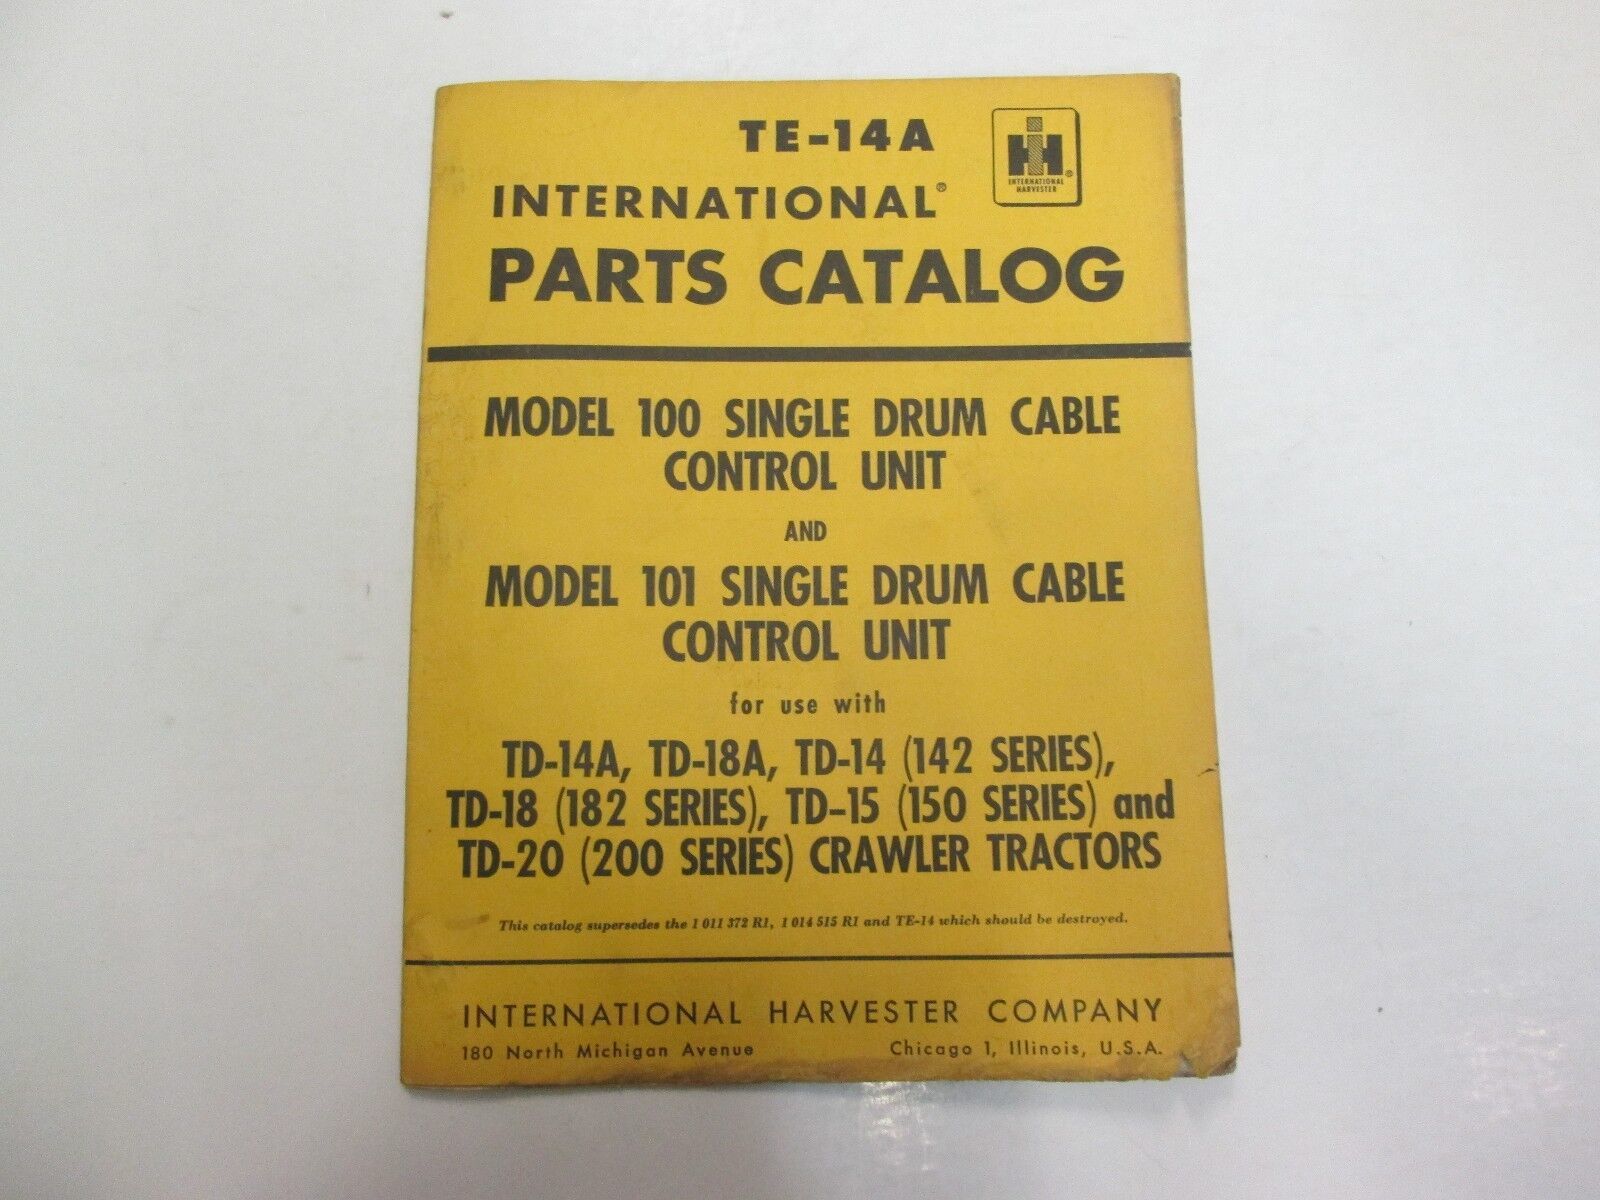 TE-14A
IH
INTERNATIONAL
HARVESTER
®
INTERNATIONAL®
PARTS CATALOG
MODEL 100 SINGLE DRUM CABLE
CONTROL UNIT
AND
MODEL 101 SINGLE DRUM CABLE
CONTROL UNIT
for use with
TD-14A, TD-18A, TD-14 (142 SERIES),
TD-18 (182 SERIES), TD-15 (150 SERIES) and
TD-20 (200 SERIES) CRAWLER TRACTORS
This catalog supersedes the 1 011 372 R1, 1 014 515 R1 and TE-14 which should be destroyed.
INTERNATIONAL HARVESTER COMPANY
180 North Michigan Avenue Chicago 1, Illinois, U.S.A.